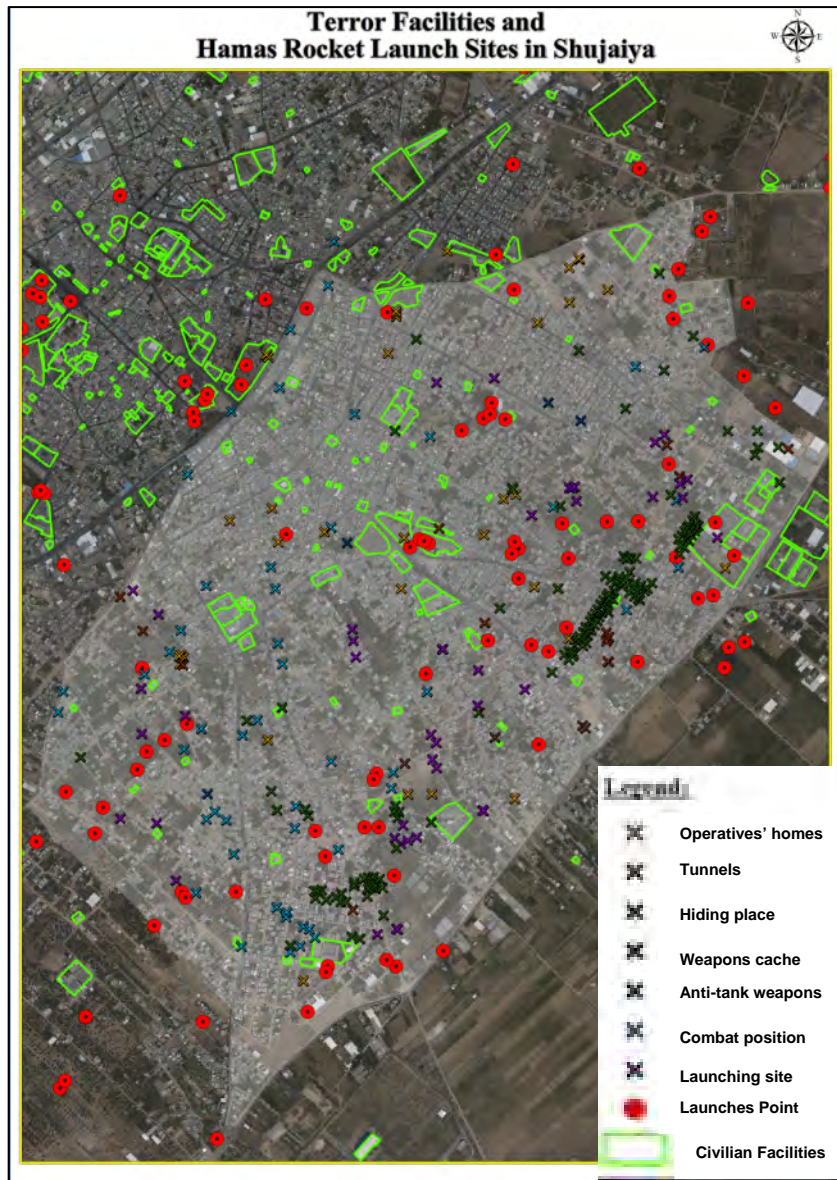 Terror Facilities and
Hamas Rocket Launch Sites in Shujaiya
N
W
E
S
Legend:
Operatives' homes
Tunnels
Hiding place
Weapons cache
Anti-tank weapons
Combat position
Launching site
Launches Point
Civilian Facilities